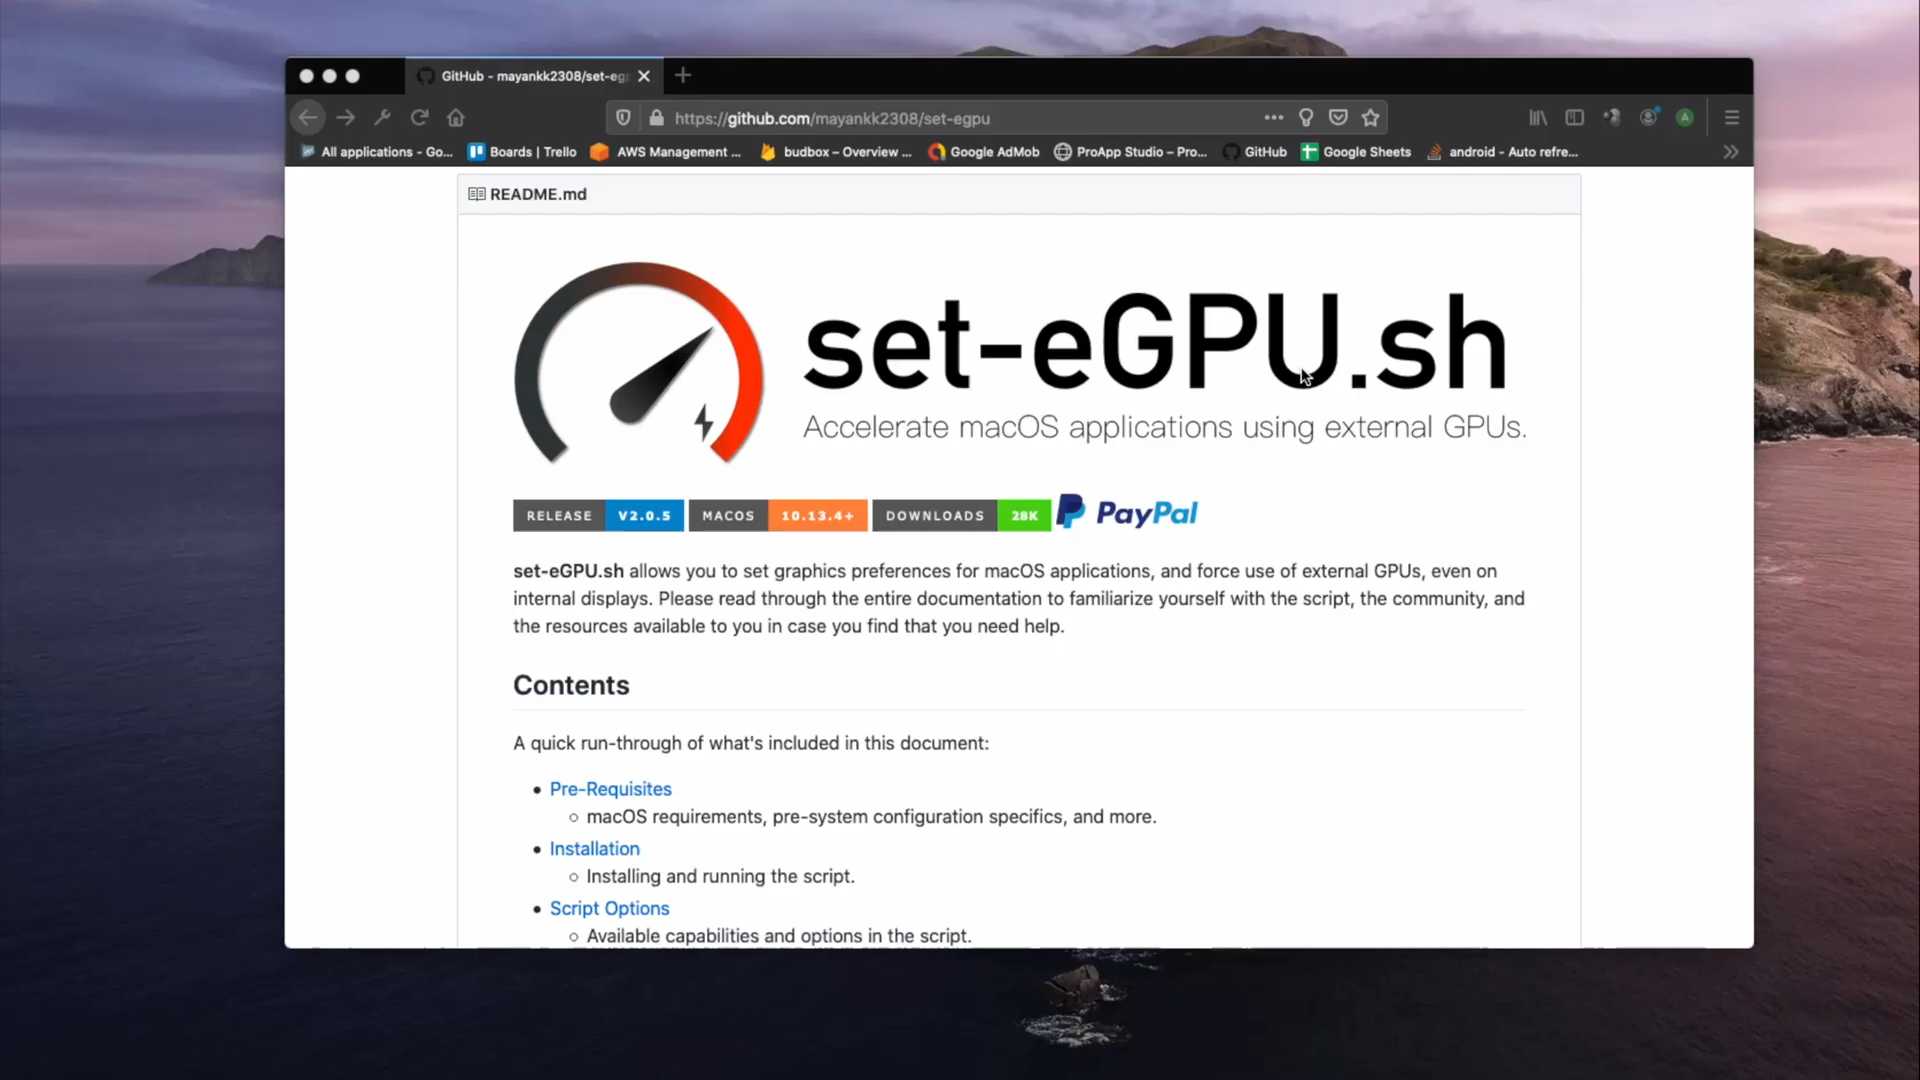 GitHub - mayankk2308/set-eg
https://github.com/mayankk2308/set-egpu
All applications - Go...
Boards | Trello
AWS Management ...
budbox – Overview ...
Google AdMob
ProApp Studio – Pro...
GitHub
Google Sheets
android - Auto refre...
A
README.md
set-eGPU.sh
Accelerate macOS applications using external GPUs.
RELEASE V2.0.5 MACOS 10.13.4+ DOWNLOADS 28K PayPal
set-eGPU.sh allows you to set graphics preferences for macOS applications, and force use of external GPUs, even on
internal displays. Please read through the entire documentation to familiarize yourself with the script, the community, and
the resources available to you in case you find that you need help.
Contents
A quick run-through of what's included in this document:
Pre-Requisites
macOS requirements, pre-system configuration specifics, and more.
Installation
Installing and running the script.
Script Options
Available capabilities and options in the script.